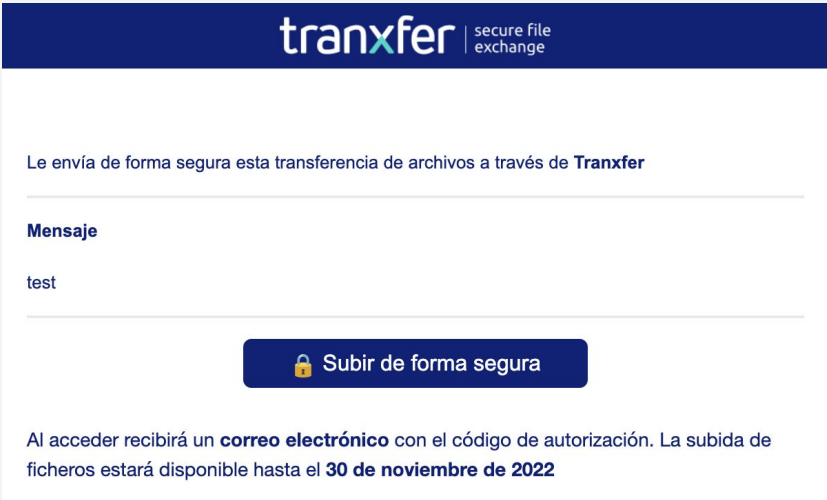 tranxfer
secure file
exchange
Le envía de forma segura esta transferencia de archivos a través de Tranxfer
Mensaje
test
🔒 Subir de forma segura
Al acceder recibirá un correo electrónico con el código de autorización. La subida de
ficheros estará disponible hasta el 30 de noviembre de 2022